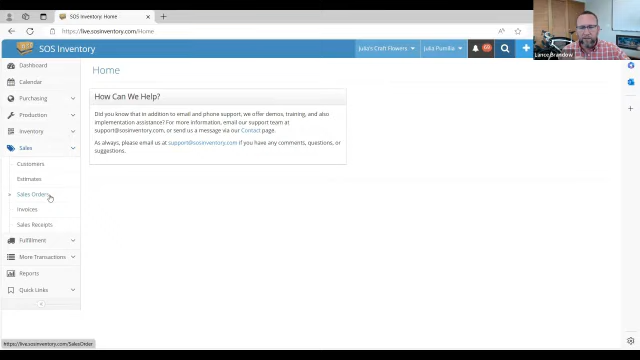 SOS Inventory Home
https://live.sosinventory.com/Home
SOS Inventory
Julia's Craft Flowers
Julia Pumilia
Lance Brandow
Dashboard
Calendar
Purchasing
Production
Inventory
Sales
Customers
Estimates
Sales Orders
Invoices
Sales Receipts
Fulfillment
More Transactions
Reports
Quick Links
Home
How Can We Help?
Did you know that in addition to email and phone support, we offer demos, training, and also
implementation assistance? For more information, email our support team at
support@sosinventory.com, or send us a message via our Contact page.
As always, please email us at support@sosinventory.com if you have any comments, questions, or
suggestions.
https://live.sosinventory.com/SalesOrder